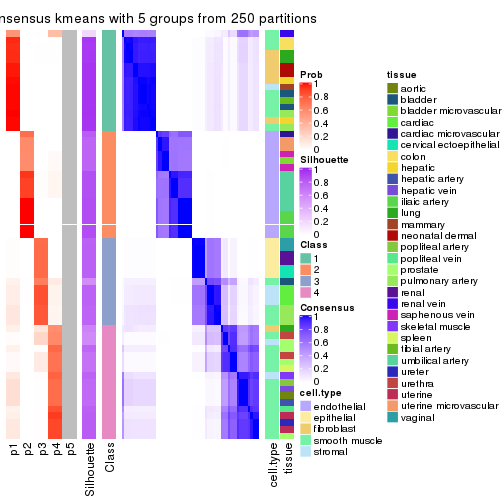 nsensus kmeans with 5 groups from 250 partitions
p1
p2
p3
p4
p5
Silhouette
Class
cell.type
tissue
Prob
1
0.8
0.6
0.4
0.2
0
Silhouette
1
0.8
0.6
0.4
0.2
0
Class
1
2
3
4
Consensus
1
0.8
0.6
0.4
0.2
0
cell.type
endothelial
epithelial
fibroblast
smooth muscle
stromal
tissue
aortic
bladder
bladder microvascular
cardiac
cardiac microvascular
cervical ectoepithelial
colon
hepatic
hepatic artery
hepatic vein
iliac artery
lung
mammary
neonatal dermal
popliteal artery
popliteal vein
prostate
pulmonary artery
renal
renal vein
saphenous vein
skeletal muscle
spleen
tibial artery
umbilical artery
ureter
urethra
uterine
uterine microvascular
vaginal